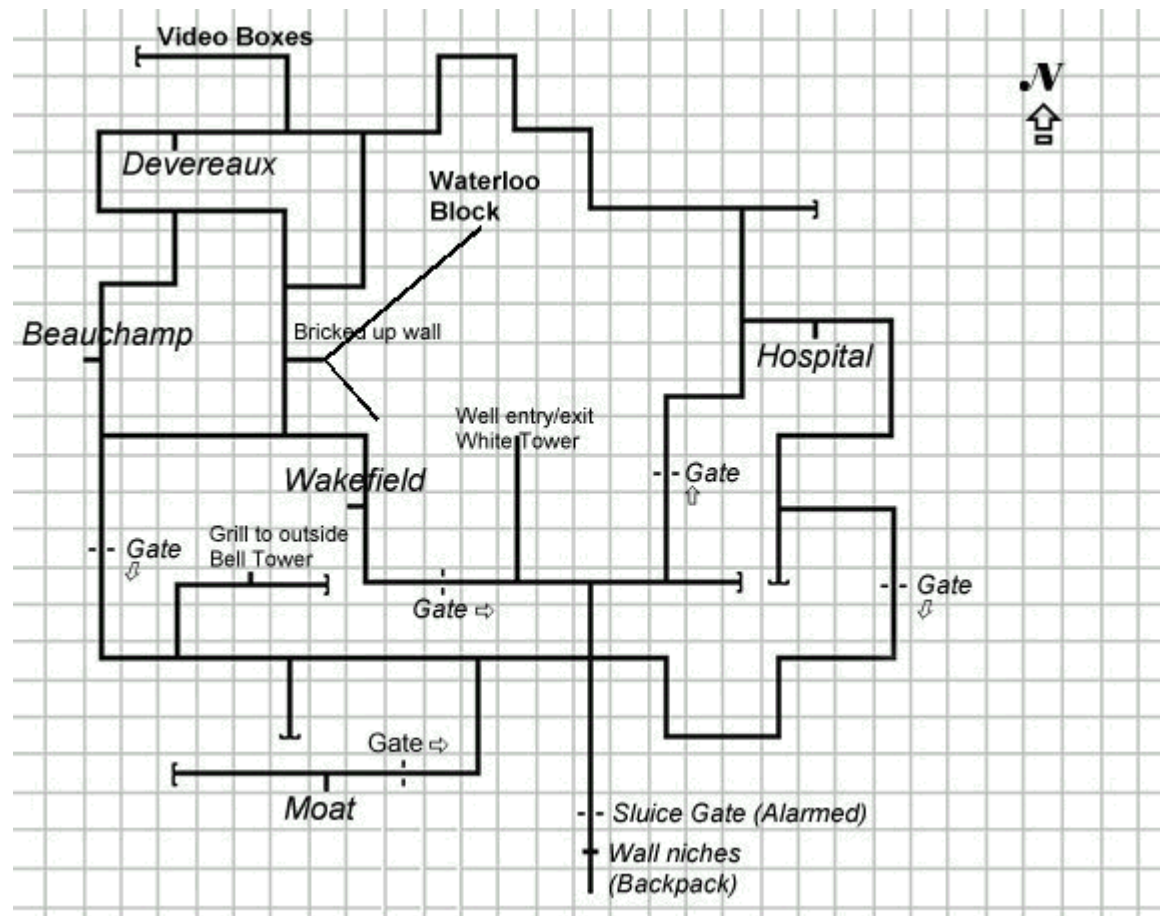 Video Boxes
N
Devereaux
Waterloo
Block
Beauchamp
Bricked up wall
Hospital
Well entry/exit
White Tower
Wakefield
Gate
Grill to outside
Bell Tower
Gate
Gate
Gate
Gate
Moat
Sluice Gate (Alarmed)
Wall niches
(Backpack)